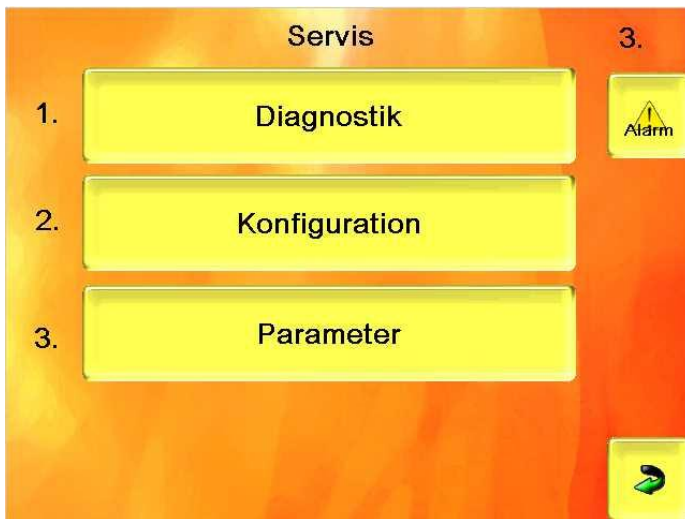 Servis 3.
1. Diagnostik
Alarm
2. Konfiguration
3. Parameter